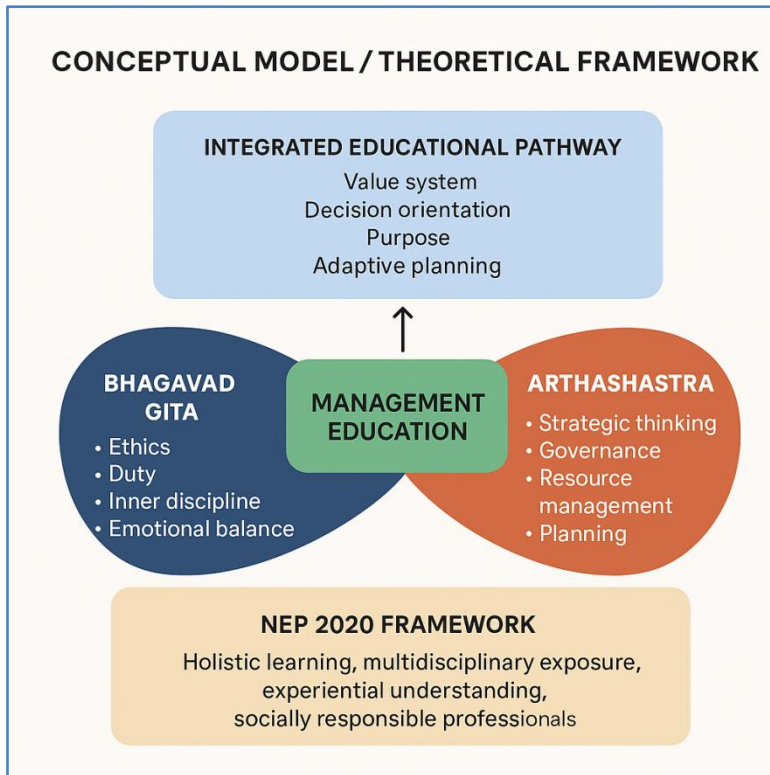 CONCEPTUAL MODEL / THEORETICAL FRAMEWORK
INTEGRATED EDUCATIONAL PATHWAY
Value system
Decision orientation
Purpose
Adaptive planning
BHAGAVAD
GITA
• Ethics
• Duty
• Inner discipline
• Emotional balance
MANAGEMENT
EDUCATION
ARTHASHASTRA
• Strategic thinking
• Governance
• Resource
management
• Planning
NEP 2020 FRAMEWORK
Holistic learning, multidisciplinary exposure,
experiential understanding,
socially responsible professionals